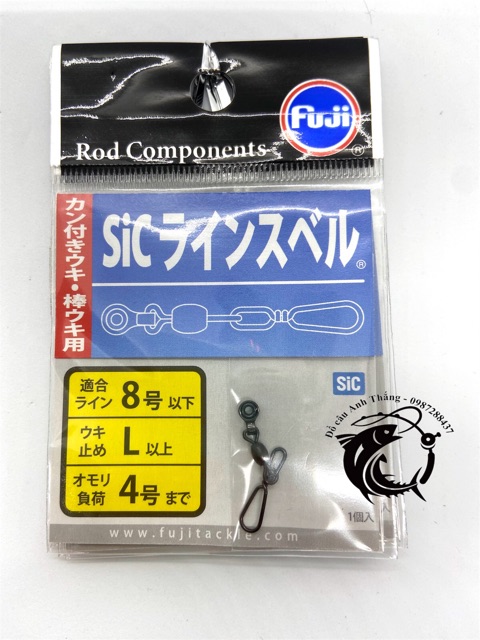 Fuji
®
Rod Components
カン付きウキ・棒ウキ用
SiC ラインスベル®
SiC
適合ライン 8号以下
ウキ止め L以上
オモリ負荷 4号まで
1個入
www.fujitackle.com
Đồ câu Anh Thắng - 0987288437